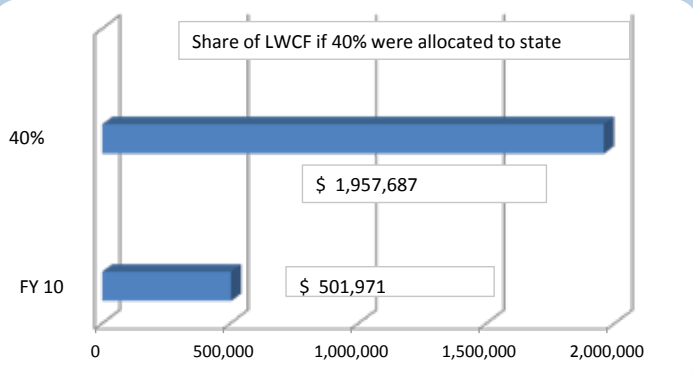 Share of LWCF if 40% were allocated to state
40%
$ 1,957,687
FY 10
$ 501,971
0 500,000 1,000,000 1,500,000 2,000,000